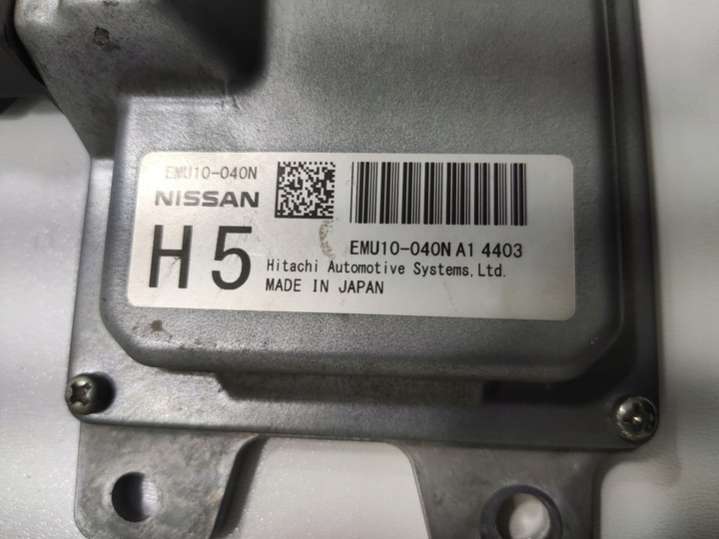 EMU10-040N
NISSAN
H5
EMU10-040N A1 4403
Hitachi Automotive Systems, Ltd.
MADE IN JAPAN